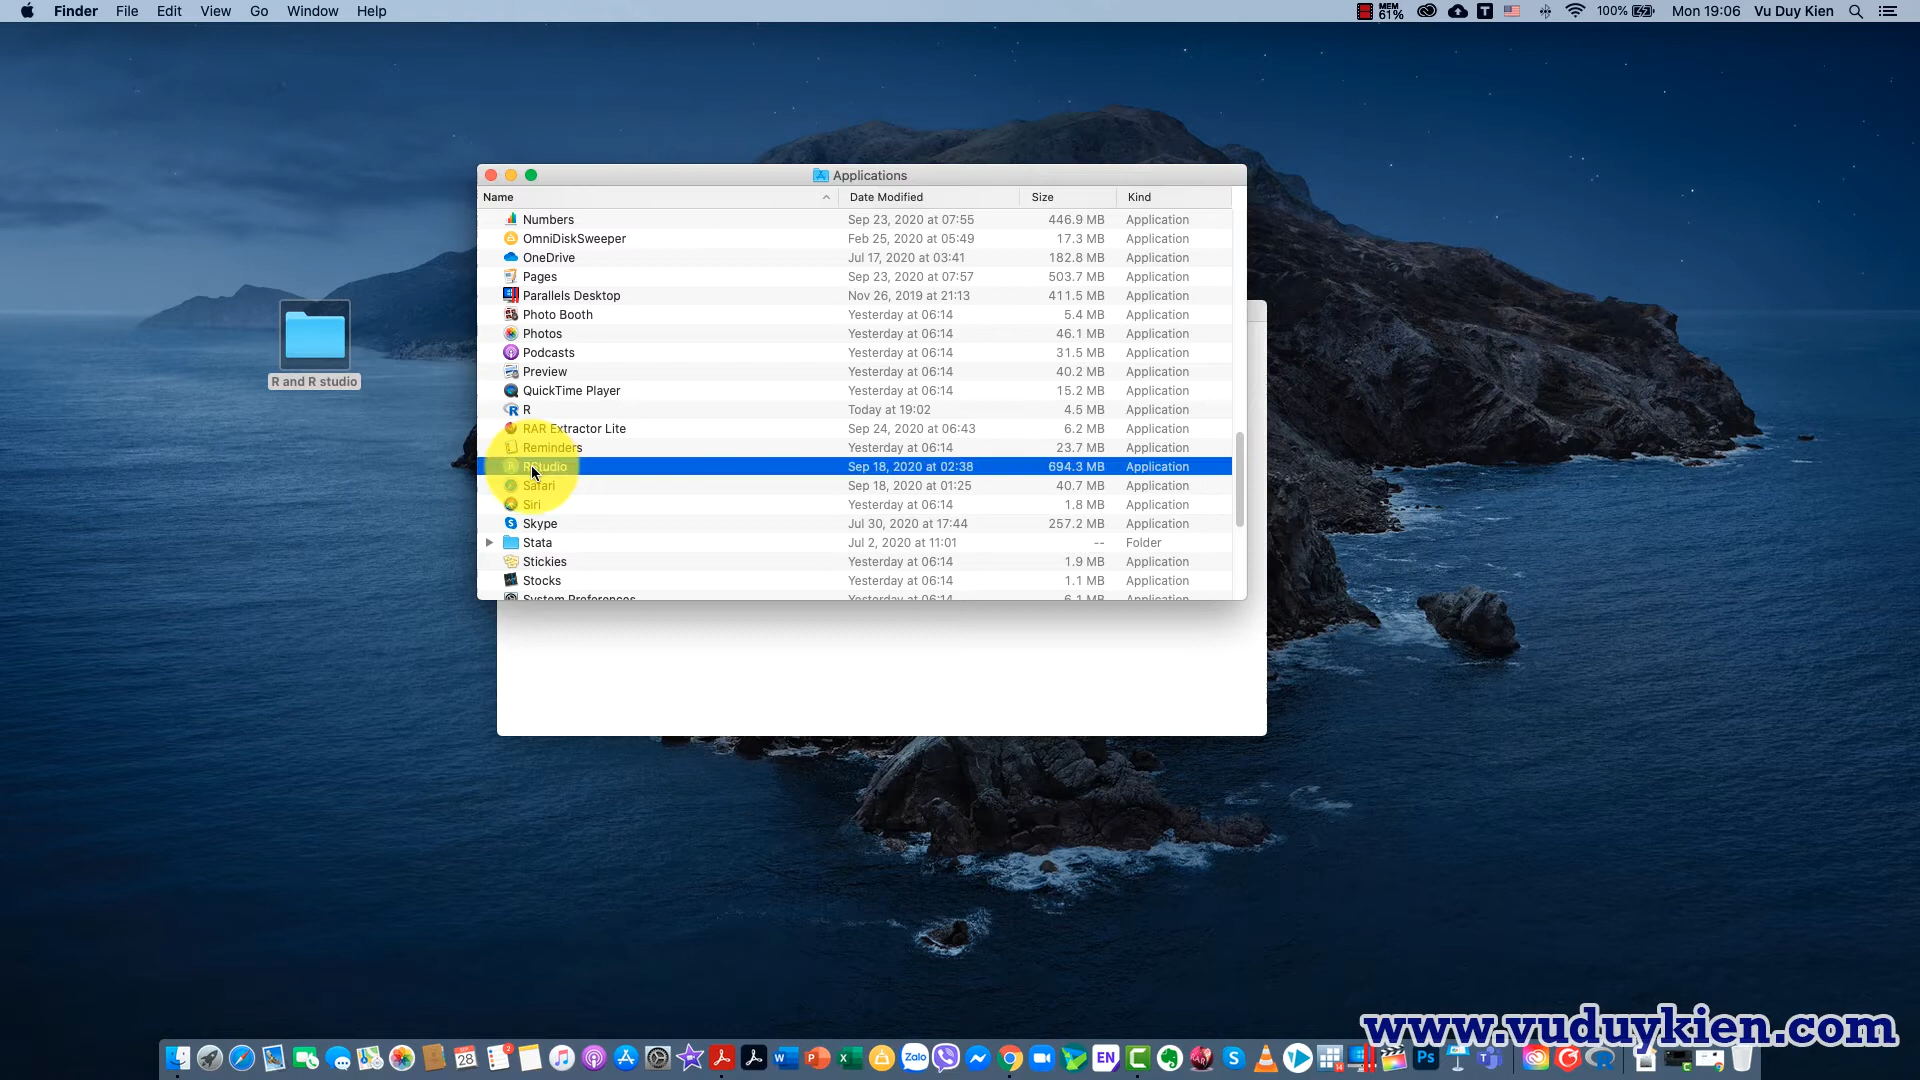 Finder File Edit View Go Window Help MEM 61% T 100% Mon 19:06 Vu Duy Kien
Applications
Name Date Modified Size Kind
Numbers Sep 23, 2020 at 07:55 446.9 MB Application
OmniDiskSweeper Feb 25, 2020 at 05:49 17.3 MB Application
OneDrive Jul 17, 2020 at 03:41 182.8 MB Application
Pages Sep 23, 2020 at 07:57 503.7 MB Application
Parallels Desktop Nov 26, 2019 at 21:13 411.5 MB Application
Photo Booth Yesterday at 06:14 5.4 MB Application
Photos Yesterday at 06:14 46.1 MB Application
Podcasts Yesterday at 06:14 31.5 MB Application
Preview Yesterday at 06:14 40.2 MB Application
QuickTime Player Yesterday at 06:14 15.2 MB Application
R Today at 19:02 4.5 MB Application
RAR Extractor Lite Sep 24, 2020 at 06:43 6.2 MB Application
Reminders Yesterday at 06:14 23.7 MB Application
RStudio Sep 18, 2020 at 02:38 694.3 MB Application
Safari Sep 18, 2020 at 01:25 40.7 MB Application
Siri Yesterday at 06:14 1.8 MB Application
Skype Jul 30, 2020 at 17:44 257.2 MB Application
Stata Jul 2, 2020 at 11:01 -- Folder
Stickies Yesterday at 06:14 1.9 MB Application
Stocks Yesterday at 06:14 1.1 MB Application
System Preferences Yesterday at 06:14 6.1 MB Application
R and R studio
www.vuduykien.com
28 2 Zalo EN Ps